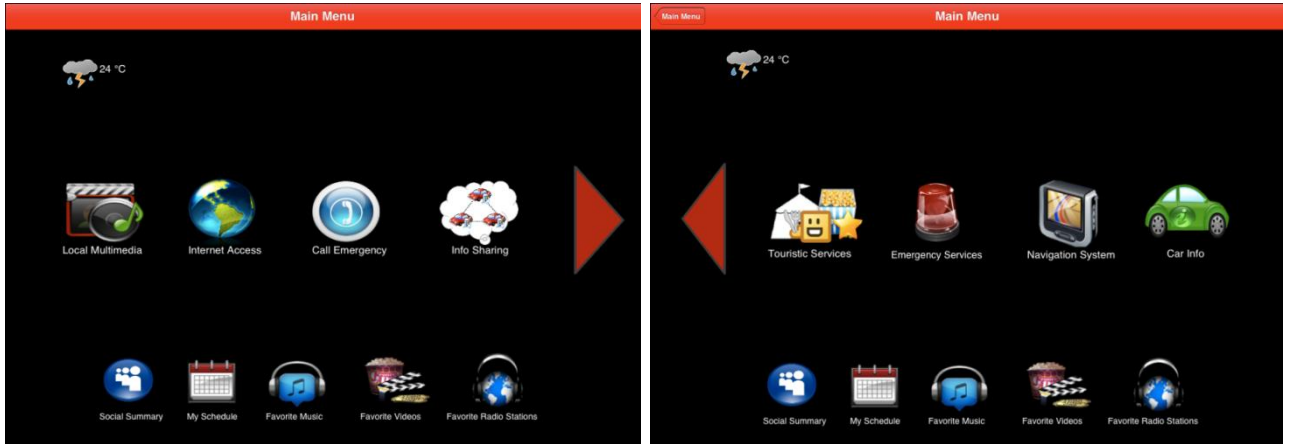 Main Menu
24 °C
Local Multimedia
Internet Access
Call Emergency
Info Sharing
Social Summary
My Schedule
Favorite Music
Favorite Videos
Favorite Radio Stations
Main Menu
Main Menu
24 °C
Touristic Services
Emergency Services
Navigation System
Car Info
Social Summary
My Schedule
Favorite Music
Favorite Videos
Favorite Radio Stations